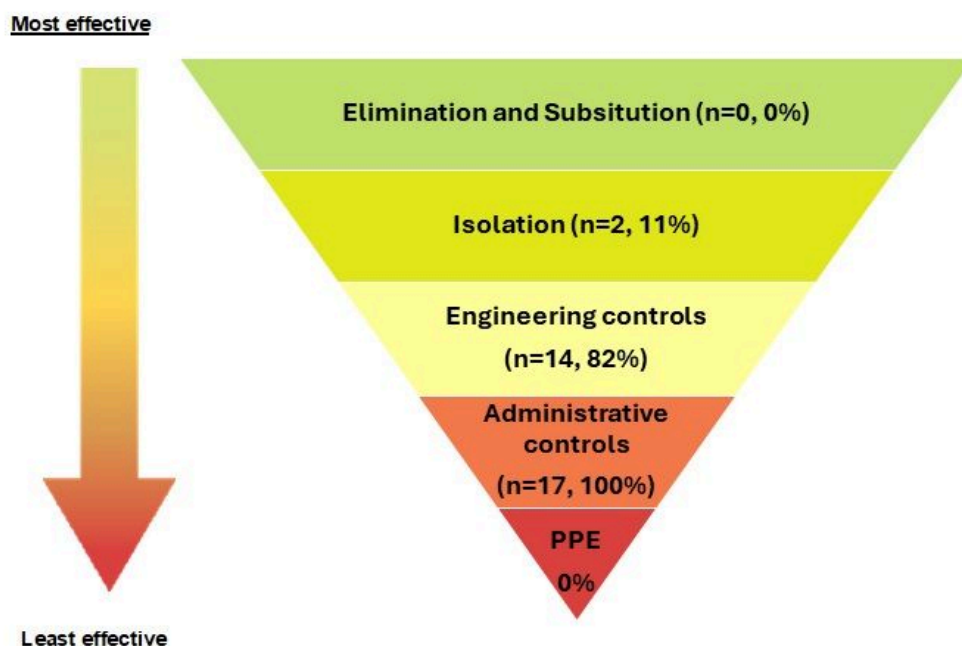 Most effective
Elimination and Subsitution (n=0, 0%)
Isolation (n=2, 11%)
Engineering controls
(n=14, 82%)
Administrative
controls
(n=17, 100%)
PPE
0%
Least effective